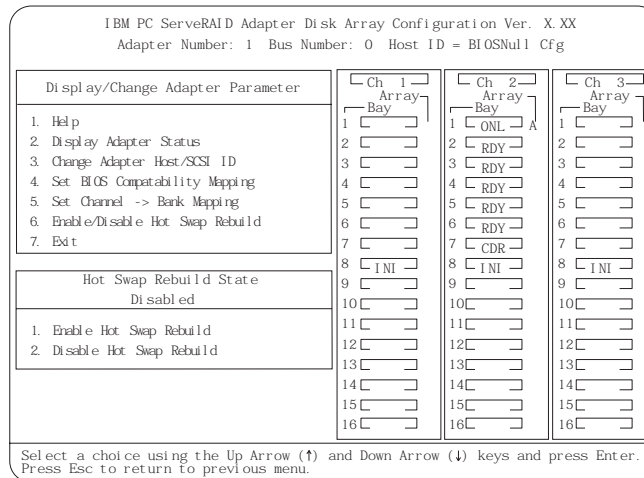 IBM PC ServeRAID Adapter Disk Array Configuration Ver. X.XX
Adapter Number: 1 Bus Number: 0 Host ID = BIOSNull Cfg
Display/Change Adapter Parameter
1. Help
2. Display Adapter Status
3. Change Adapter Host/SCSI ID
4. Set BIOS Compatability Mapping
5. Set Channel -> Bank Mapping
6. Enable/Disable Hot Swap Rebuild
7. Exit
Hot Swap Rebuild State
Disabled
1. Enable Hot Swap Rebuild
2. Disable Hot Swap Rebuild
Ch 1
Array
Bay
1
2
3
4
5
6
7
8 INI
9
10
11
12
13
14
15
16
Ch 2
Array
Bay
1 ONL A
2 RDY
3 RDY
4 RDY
5 RDY
6 RDY
7 CDR
8 INI
9
10
11
12
13
14
15
16
Ch 3
Array
Bay
1
2
3
4
5
6
7
8 INI
9
10
11
12
13
14
15
16
Select a choice using the Up Arrow (↑) and Down Arrow (↓) keys and press Enter.
Press Esc to return to previous menu.